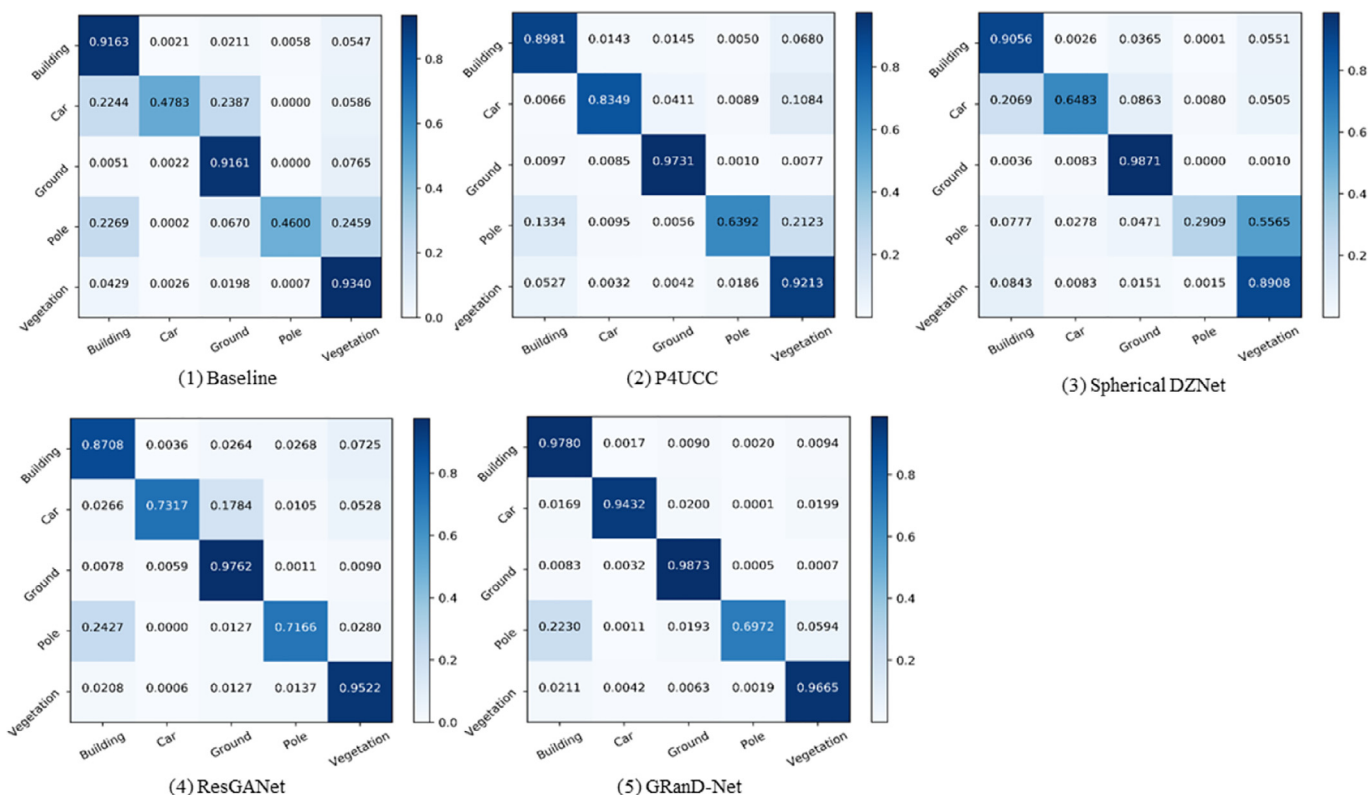 Building 0.9163 0.0021 0.0211 0.0058 0.0547
Car 0.2244 0.4783 0.2387 0.0000 0.0586
Ground 0.0051 0.0022 0.9161 0.0000 0.0765
Pole 0.2269 0.0002 0.0670 0.4600 0.2459
Vegetation 0.0429 0.0026 0.0198 0.0007 0.9340
Building Car Ground Pole Vegetation
0.8
0.6
0.4
0.2
0.0
(1) Baseline
Building 0.8981 0.0143 0.0145 0.0050 0.0680
Car 0.0066 0.8349 0.0411 0.0089 0.1084
Ground 0.0097 0.0085 0.9731 0.0010 0.0077
Pole 0.1334 0.0095 0.0056 0.6392 0.2123
Vegetation 0.0527 0.0032 0.0042 0.0186 0.9213
Building Car Ground Pole Vegetation
0.8
0.6
0.4
0.2
(2) P4UCC
Building 0.9056 0.0026 0.0365 0.0001 0.0551
Car 0.2069 0.6483 0.0863 0.0080 0.0505
Ground 0.0036 0.0083 0.9871 0.0000 0.0010
Pole 0.0777 0.0278 0.0471 0.2909 0.5565
Vegetation 0.0843 0.0083 0.0151 0.0015 0.8908
Building Car Ground Pole Vegetation
0.8
0.6
0.4
0.2
(3) Spherical DZNet
Building 0.8708 0.0036 0.0264 0.0268 0.0725
Car 0.0266 0.7317 0.1784 0.0105 0.0528
Ground 0.0078 0.0059 0.9762 0.0011 0.0090
Pole 0.2427 0.0000 0.0127 0.7166 0.0280
Vegetation 0.0208 0.0006 0.0127 0.0137 0.9522
Building Car Ground Pole Vegetation
0.8
0.6
0.4
0.2
0.0
(4) ResGANet
Building 0.9780 0.0017 0.0090 0.0020 0.0094
Car 0.0169 0.9432 0.0200 0.0001 0.0199
Ground 0.0083 0.0032 0.9873 0.0005 0.0007
Pole 0.2230 0.0011 0.0193 0.6972 0.0594
Vegetation 0.0211 0.0042 0.0063 0.0019 0.9665
Building Car Ground Pole Vegetation
0.8
0.6
0.4
0.2
(5) GRanD-Net